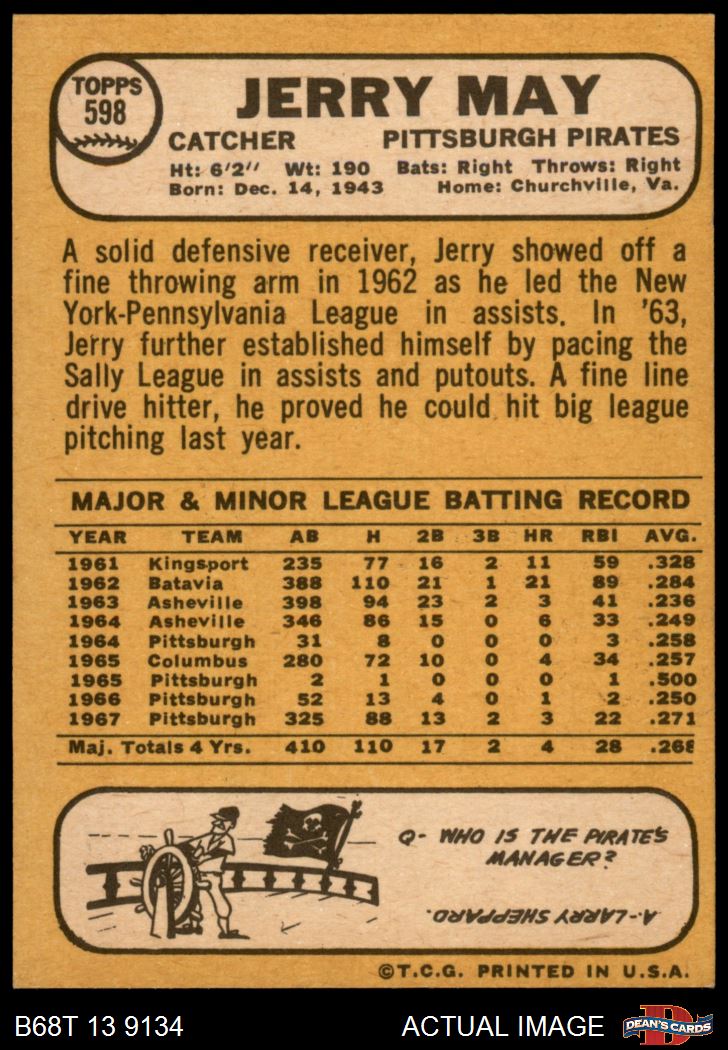 TOPPS
598
JERRY MAY
CATCHER PITTSBURGH PIRATES
Ht: 6'2" Wt: 190 Bats: Right Throws: Right
Born: Dec. 14, 1943 Home: Churchville, Va.
A solid defensive receiver, Jerry showed off a
fine throwing arm in 1962 as he led the New
York-Pennsylvania League in assists. In '63,
Jerry further established himself by pacing the
Sally League in assists and putouts. A fine line
drive hitter, he proved he could hit big league
pitching last year.
MAJOR & MINOR LEAGUE BATTING RECORD
YEAR TEAM AB H 2B 3B HR RBI AVG.
1961 Kingsport 235 77 16 2 11 59 .328
1962 Batavia 388 110 21 1 21 89 .284
1963 Asheville 398 94 23 2 3 41 .236
1964 Asheville 346 86 15 0 6 33 .249
1964 Pittsburgh 31 8 0 0 0 3 .258
1965 Columbus 280 72 10 0 4 34 .257
1965 Pittsburgh 2 1 0 0 0 1 .500
1966 Pittsburgh 52 13 4 0 1 2 .250
1967 Pittsburgh 325 88 13 2 3 22 .271
Maj. Totals 4 Yrs. 410 110 17 2 4 28 .268
Q- WHO IS THE PIRATE'S
MANAGER?
A-LARRY SHEPPARD.
©T.C.G. PRINTED IN U.S.A.
B68T 13 9134 ACTUAL IMAGE
D
DEAN'S CARDS